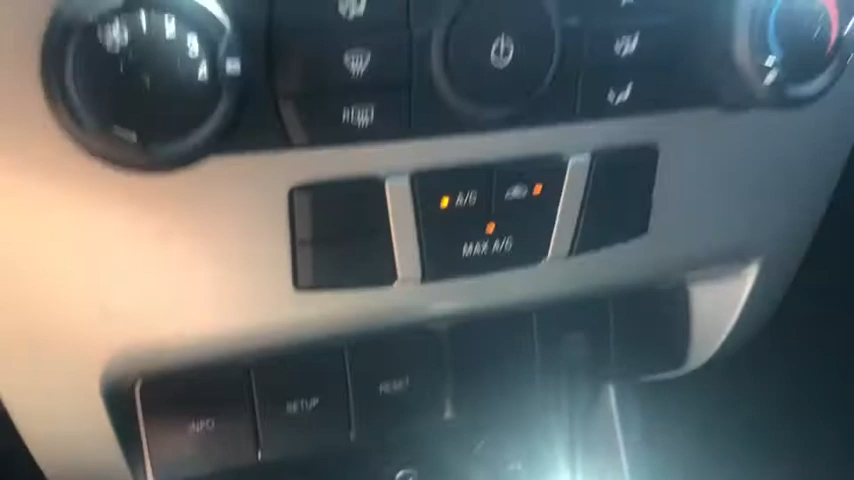 A/C
MAX A/C
INFO
SETUP
RESET